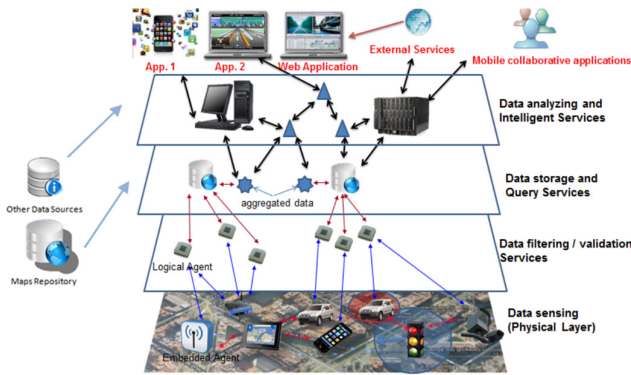 App. 1
App. 2
Web Application
External Services
Mobile collaborative applications
Data analyzing and
Intelligent Services
Other Data Sources
Data storage and
Query Services
aggregated data
Maps Repository
Logical Agent
Data filtering / validation
Services
Embedded Agent
Data sensing
(Physical Layer)